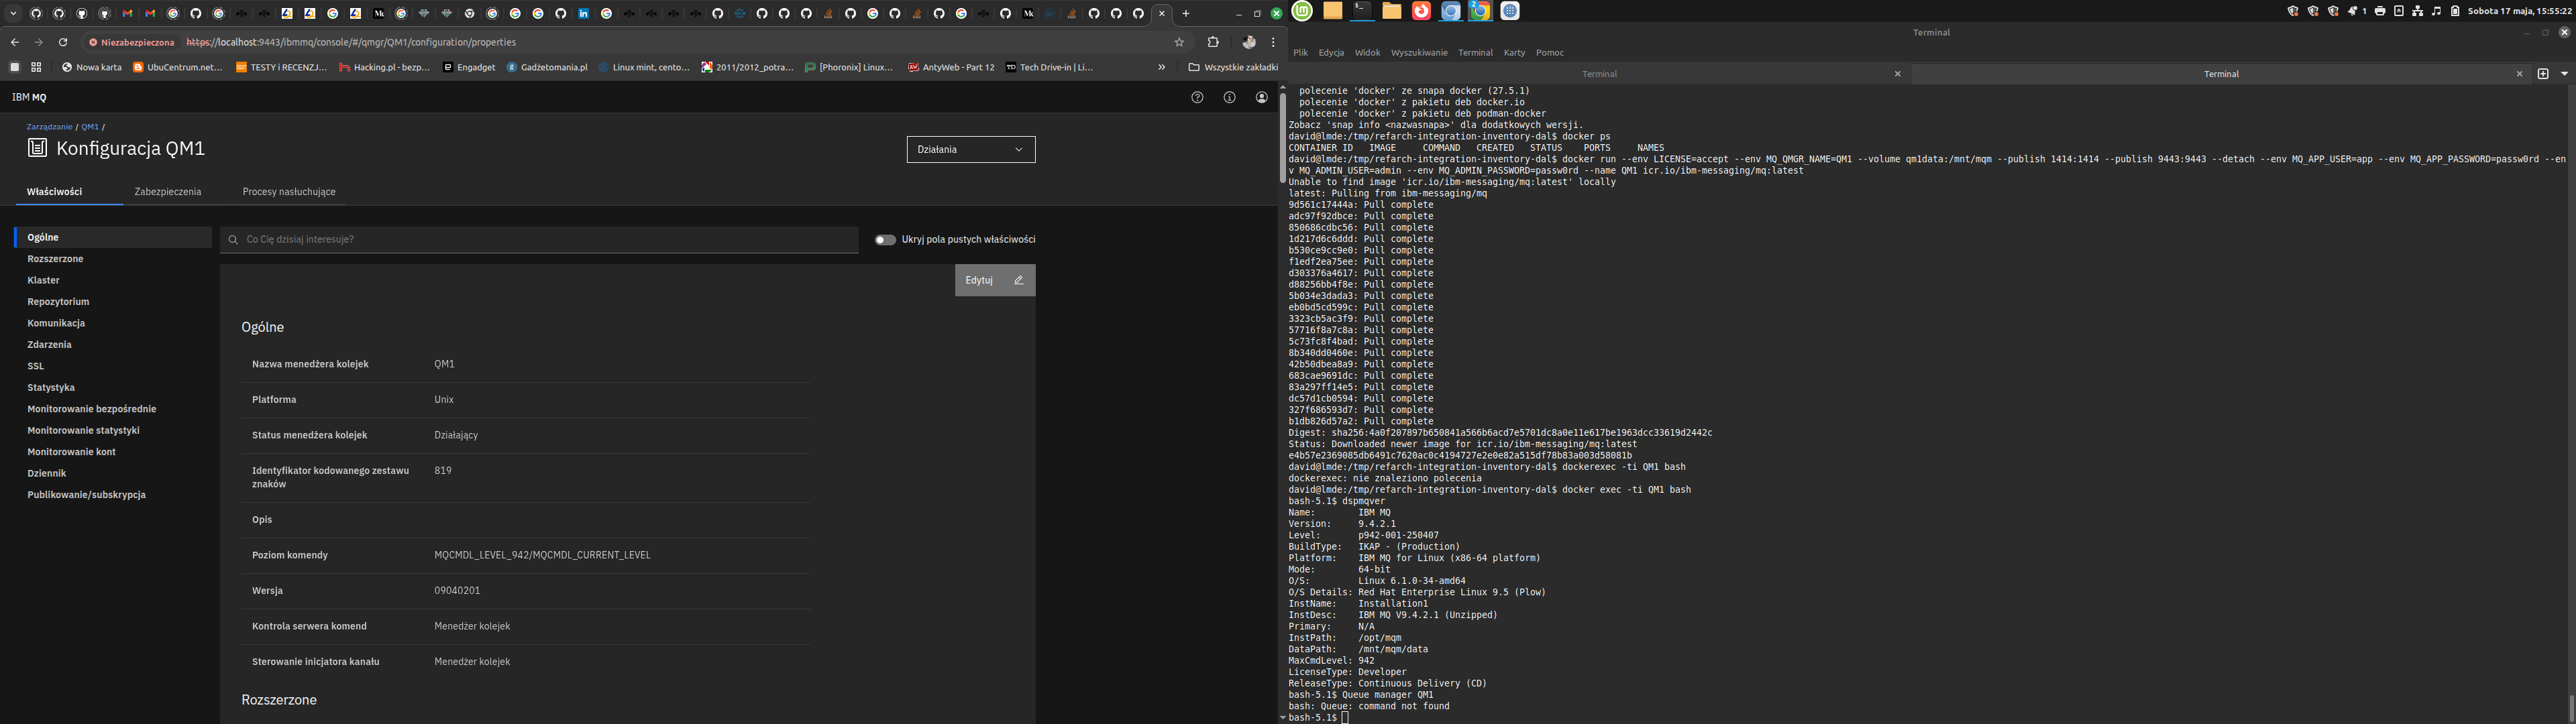 Niezabezpieczona
https://localhost:9443/ibmmq/console/#/qmgr/QM1/configuration/properties
Nowa karta
UbuCentrum.net...
TESTY i RECENZJ...
Hacking.pl - bezp...
Engadget
Gadżetomania.pl
Linux mint, cento...
2011/2012_potra...
[Phoronix] Linux...
AntyWeb - Part 12
Tech Drive-in | Li...
»
Wszystkie zakładki
IBM MQ
Zarządzanie / QM1 /
Konfiguracja QM1
Działania
Właściwości
Zabezpieczenia
Procesy nasłuchujące
Ogólne
Rozszerzone
Klaster
Repozytorium
Komunikacja
Zdarzenia
SSL
Statystyka
Monitorowanie bezpośrednie
Monitorowanie statystyki
Monitorowanie kont
Dziennik
Publikowanie/subskrypcja
Co Cię dzisiaj interesuje?
Ukryj pola pustych właściwości
Edytuj
Ogólne
Nazwa menedżera kolejek QM1
Platforma Unix
Status menedżera kolejek Działający
Identyfikator kodowanego zestawu 819
znaków
Opis
Poziom komendy MQCMDL_LEVEL_942/MQCMDL_CURRENT_LEVEL
Wersja 09040201
Kontrola serwera komend Menedżer kolejek
Sterowanie inicjatora kanału Menedżer kolejek
Rozszerzone
1
Sobota 17 maja, 15:55:22
Terminal
Plik Edycja Widok Wyszukiwanie Terminal Karty Pomoc
Terminal
Terminal
polecenie 'docker' ze snapa docker (27.5.1)
polecenie 'docker' z pakietu deb docker.io
polecenie 'docker' z pakietu deb podman-docker
Zobacz 'snap info <nazwasnapa>' dla dodatkowych wersji.
david@lmde:/tmp/refarch-integration-inventory-dal$ docker ps
CONTAINER ID   IMAGE     COMMAND   CREATED   STATUS    PORTS     NAMES
david@lmde:/tmp/refarch-integration-inventory-dal$ docker run --env LICENSE=accept --env MQ_QMGR_NAME=QM1 --volume qm1data:/mnt/mqm --publish 1414:1414 --publish 9443:9443 --detach --env MQ_APP_USER=app --env MQ_APP_PASSWORD=passw0rd --en
v MQ_ADMIN_USER=admin --env MQ_ADMIN_PASSWORD=passw0rd --name QM1 icr.io/ibm-messaging/mq:latest
Unable to find image 'icr.io/ibm-messaging/mq:latest' locally
latest: Pulling from ibm-messaging/mq
9d561c17444a: Pull complete
adc97f92dbce: Pull complete
850686cdbc56: Pull complete
1d217d6c6ddd: Pull complete
b530ce9cc9e0: Pull complete
f1edf2ea75ee: Pull complete
d303376a4617: Pull complete
d88256bb4f8e: Pull complete
5b034e3dada3: Pull complete
eb0bd5cd599c: Pull complete
3323cb5ac3f9: Pull complete
57716f8a7c8a: Pull complete
5c73fc8f4bad: Pull complete
8b340dd0460e: Pull complete
42b50dbea8a9: Pull complete
683cae9691dc: Pull complete
83a297ff14e5: Pull complete
dc57d1cb0594: Pull complete
327f686593d7: Pull complete
b1db826d57a2: Pull complete
Digest: sha256:4a0f207897b650841a566b6acd7e5701dc8a0e11e617be1963dcc33619d2442c
Status: Downloaded newer image for icr.io/ibm-messaging/mq:latest
e4b57e2369085db6491c7620ac0c4194727e2e0e82a515df78b83a003d58081b
david@lmde:/tmp/refarch-integration-inventory-dal$ dockerexec -ti QM1 bash
dockerexec: nie znaleziono polecenia
david@lmde:/tmp/refarch-integration-inventory-dal$ docker exec -ti QM1 bash
bash-5.1$ dspmqver
Name:        IBM MQ
Version:     9.4.2.1
Level:       p942-001-250407
BuildType:   IKAP - (Production)
Platform:    IBM MQ for Linux (x86-64 platform)
Mode:        64-bit
O/S:         Linux 6.1.0-34-amd64
O/S Details: Red Hat Enterprise Linux 9.5 (Plow)
InstName:    Installation1
InstDesc:    IBM MQ V9.4.2.1 (Unzipped)
Primary:     N/A
InstPath:    /opt/mqm
DataPath:    /mnt/mqm/data
MaxCmdLevel: 942
LicenseType: Developer
ReleaseType: Continuous Delivery (CD)
bash-5.1$ Queue manager QM1
bash: Queue: command not found
bash-5.1$